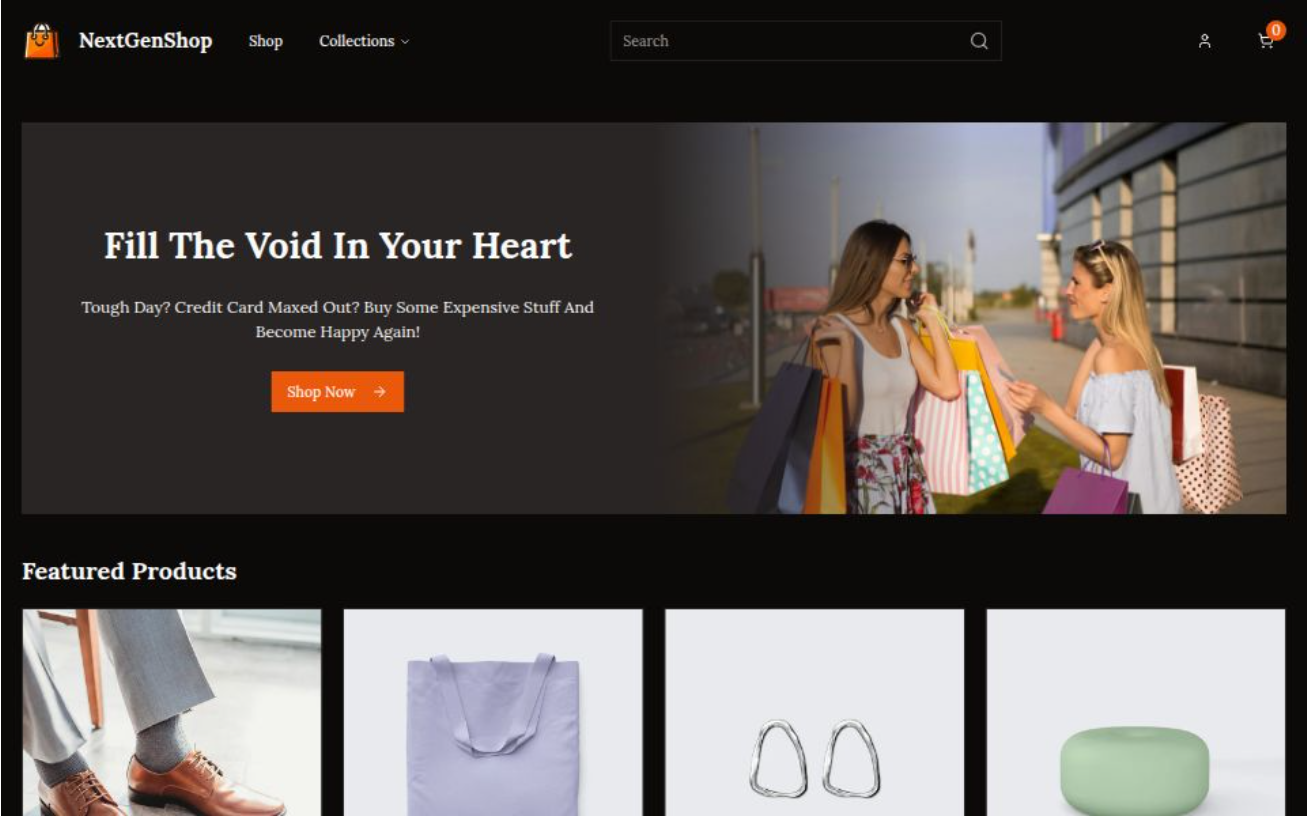 NextGenShop
Shop
Collections
Search
0
Fill The Void In Your Heart
Tough Day? Credit Card Maxed Out? Buy Some Expensive Stuff And
Become Happy Again!
Shop Now
Featured Products